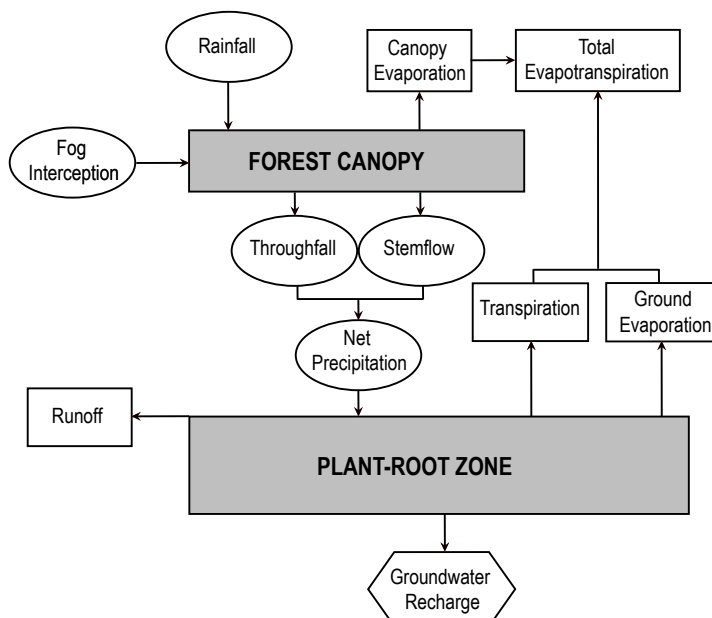 Rainfall
Canopy
Evaporation
Total
Evapotranspiration
Fog
Interception
FOREST CANOPY
Throughfall
Stemflow
Transpiration
Ground
Evaporation
Net
Precipitation
Runoff
PLANT-ROOT ZONE
Groundwater
Recharge